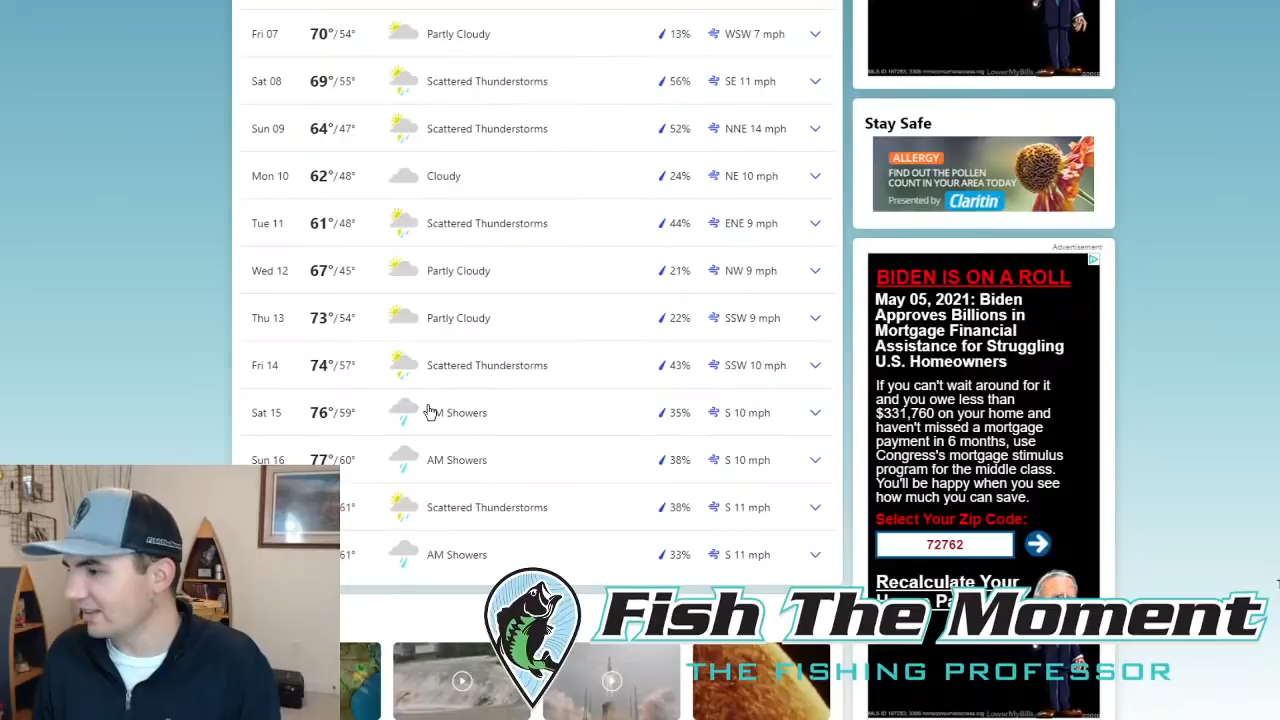 Fri 07 70°/54° Partly Cloudy 13% WSW 7 mph
Sat 08 69°/55° Scattered Thunderstorms 56% SE 11 mph
Sun 09 64°/47° Scattered Thunderstorms 52% NNE 14 mph
Mon 10 62°/48° Cloudy 24% NE 10 mph
Tue 11 61°/48° Scattered Thunderstorms 44% ENE 9 mph
Wed 12 67°/45° Partly Cloudy 21% NW 9 mph
Thu 13 73°/54° Partly Cloudy 22% SSW 9 mph
Fri 14 74°/57° Scattered Thunderstorms 43% SSW 10 mph
Sat 15 76°/59° AM Showers 35% S 10 mph
Sun 16 77°/60° AM Showers 38% S 10 mph
61° Scattered Thunderstorms 38% S 11 mph
61° AM Showers 33% S 11 mph
LowerMyBills
Stay Safe
ALLERGY
FIND OUT THE POLLEN
COUNT IN YOUR AREA TODAY
Presented by Claritin
Advertisement
BIDEN IS ON A ROLL
May 05, 2021: Biden
Approves Billions in
Mortgage Financial
Assistance for Struggling
U.S. Homeowners
If you can't wait around for it
and you owe less than
$331,760 on your home and
haven't missed a mortgage
payment in 6 months, use
Congress's mortgage stimulus
program for the middle class.
You'll be happy when you see
how much you can save.
Select Your Zip Code:
72762
Recalculate Your
Fish The Moment
THE FISHING PROFESSOR